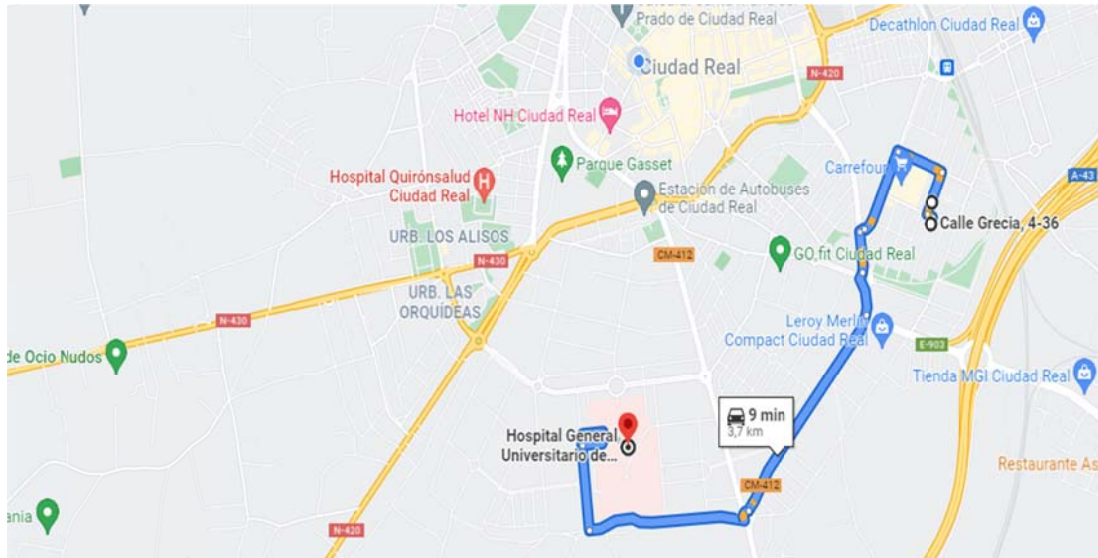 Prado de Ciudad Real
Decathlon Ciudad Real
Ciudad Real
N-420
Hotel NH Ciudad Real
Parque Gasset
Carrefour
Hospital Quirónsalud
Ciudad Real
A-43
Estación de Autobuses
de Ciudad Real
Calle Grecia, 4-36
URB. LOS ALISOS
N-430
CM-412
GO fit Ciudad Real
URB. LAS
ORQUÍDEAS
N-430
Leroy Merlin
Compact Ciudad Real
E-903
de Ocio Nudos
Tienda MGI Ciudad Real
9 min
3,7 km
Hospital General
Universitario de...
Restaurante As
CM-412
ania
N-420